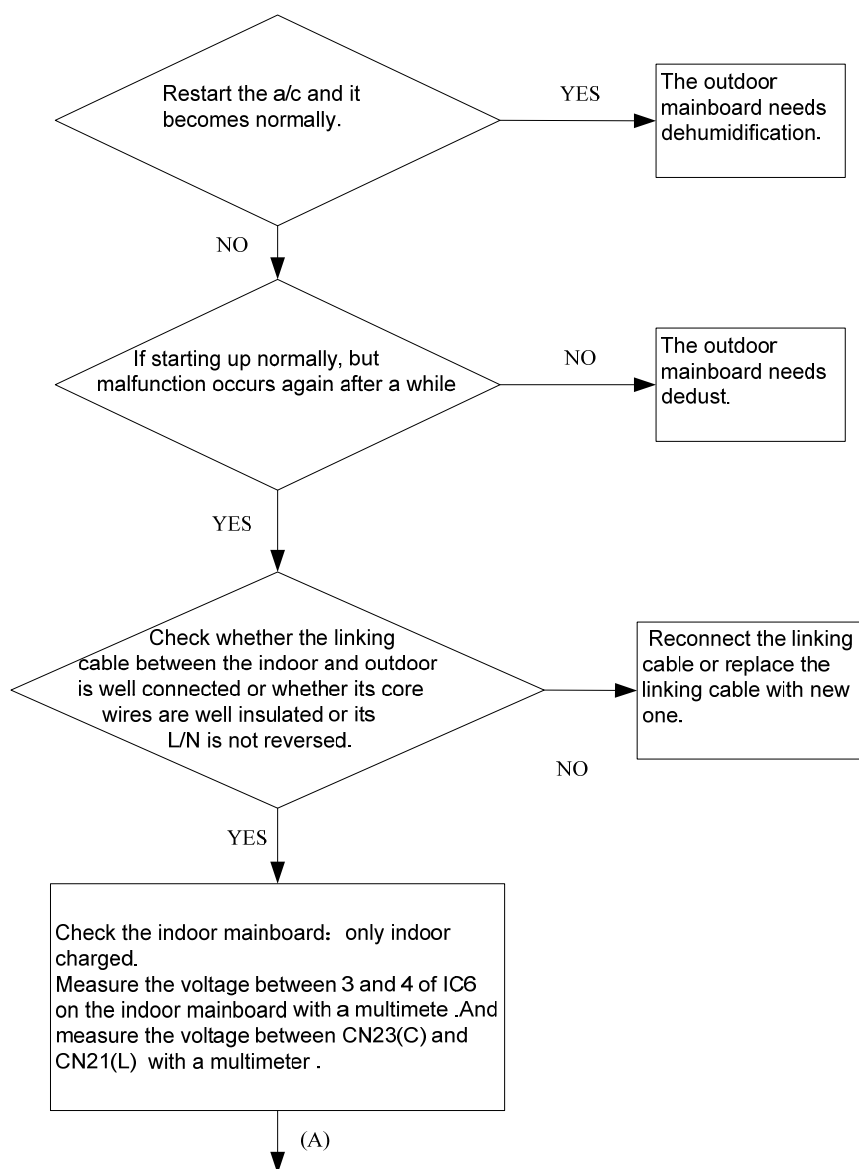 Restart the a/c and it
becomes normally.
YES
The outdoor
mainboard needs
dehumidification.
NO
If starting up normally, but
malfunction occurs again after a while
NO
The outdoor
mainboard needs
dedust.
YES
Check whether the linking
cable between the indoor and outdoor
is well connected or whether its core
wires are well insulated or its
L/N is not reversed.
Reconnect the linking
cable or replace the
linking cable with new
one.
NO
YES
Check the indoor mainboard：only indoor
charged.
Measure the voltage between 3 and 4 of IC6
on the indoor mainboard with a multimete .And
measure the voltage between CN23(C) and
CN21(L) with a multimeter .
(A)